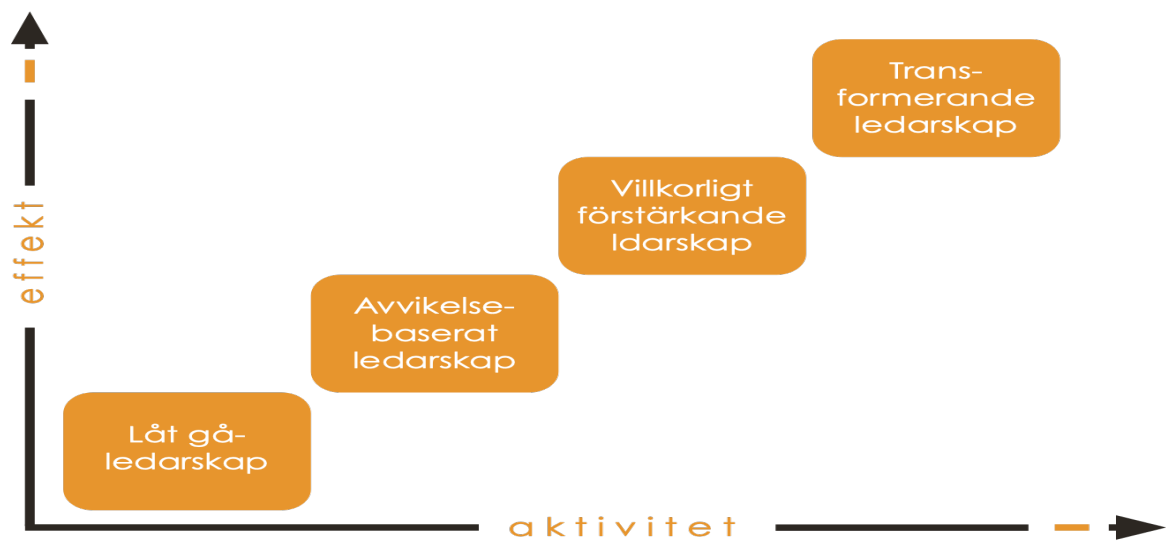 Trans-
formerande
ledarskap
Villkorligt
förstärkande
ldarskap
effekt
Avvikelse-
baserat
ledarskap
Låt gå-
ledarskap
aktivitet